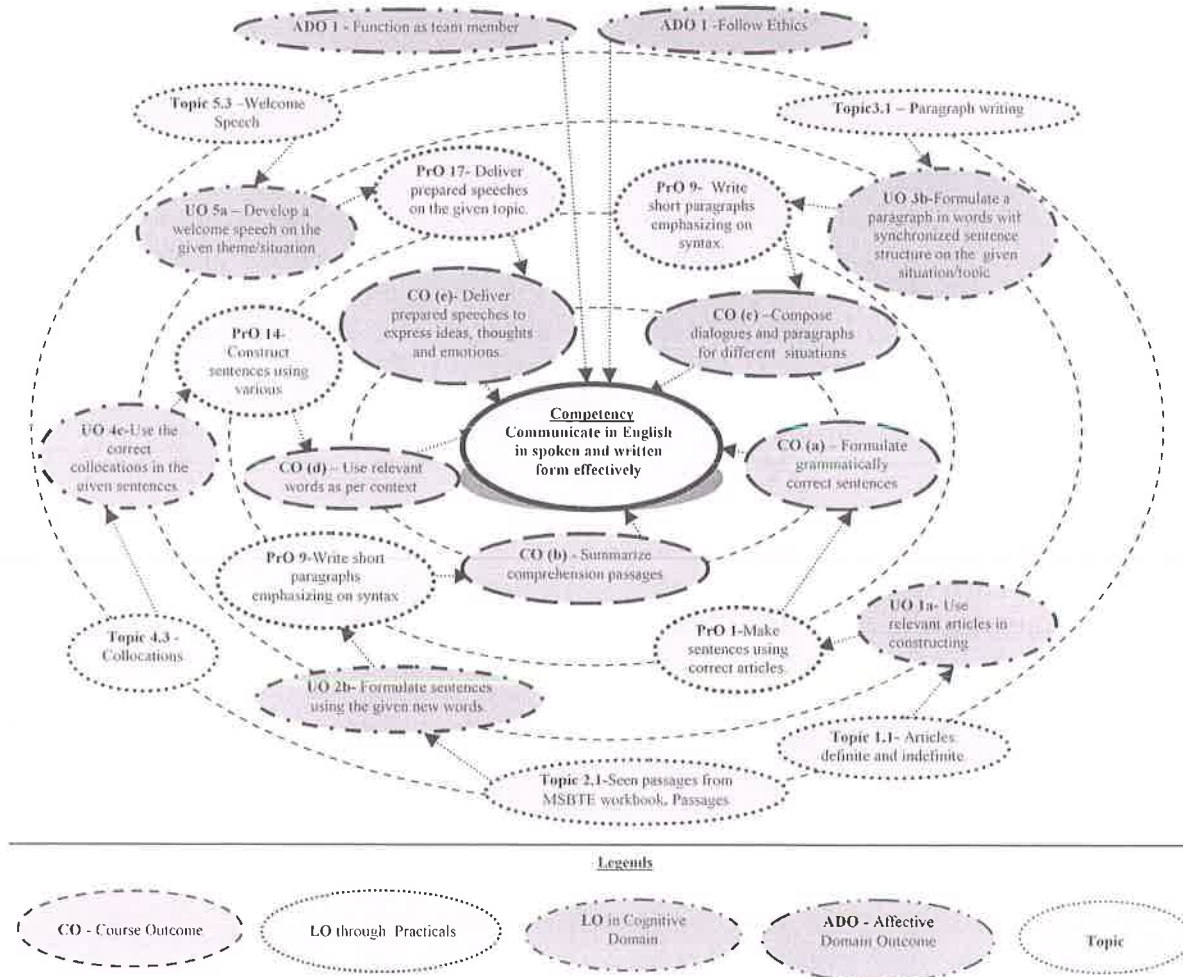 ADO 1 - Function as team member
ADO 1 -Follow Ethics
Topic 5.3 –Welcome
Speech
Topic3.1 – Paragraph writing
PrO 17- Deliver
prepared speeches
on the given topic.
PrO 9- Write
short paragraphs
emphasizing on
syntax.
UO 5a – Develop a
welcome speech on the
given theme/situation
UO 3b-Formulate a
paragraph in words with
synchronized sentence
structure on the given
situation/topic
CO (e)- Deliver
prepared speeches to
express ideas, thoughts
and emotions.
CO (c) –Compose
dialogues and paragraphs
for different situations
PrO 14-
Construct
sentences using
various
Competency
Communicate in English
in spoken and written
form effectively
UO 4c-Use the
correct
collocations in the
given sentences
CO (d) – Use relevant
words as per context
CO (a) – Formulate
grammatically
correct sentences
CO (b) - Summarize
comprehension passages
PrO 9-Write short
paragraphs
emphasizing on syntax
UO 1a- Use
relevant articles in
constructing
PrO 1-Make
sentences using
correct articles.
Topic 4.3 -
Collocations
UO 2b- Formulate sentences
using the given new words.
Topic 1.1- Articles:
definite and indefinite
Topic 2.1-Seen passages from
MSBTE workbook. Passages
Legends
CO - Course Outcome
LO through Practicals
LO in Cognitive
Domain
ADO - Affective
Domain Outcome
Topic